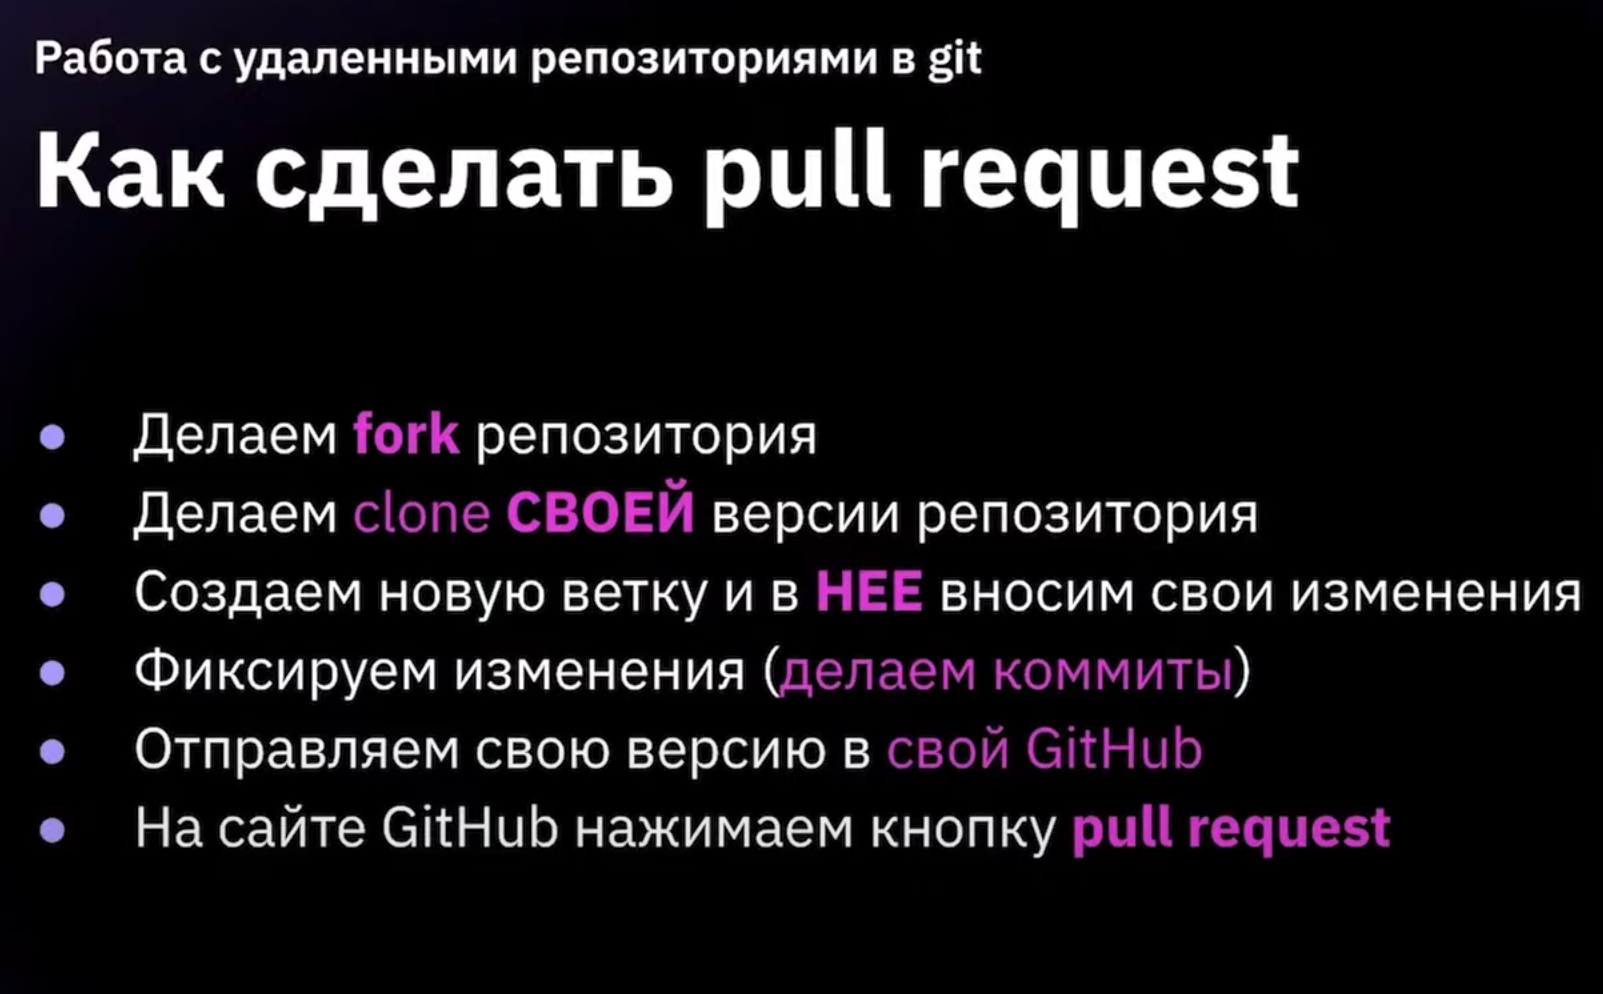 Работа с удаленными репозиториями в git
Как сделать pull request
Делаем fork репозитория
Делаем clone СВОЕЙ версии репозитория
Создаем новую ветку и в НЕЕ вносим свои изменения
Фиксируем изменения (делаем коммиты)
Отправляем свою версию в свой GitHub
На сайте GitHub нажимаем кнопку pull request